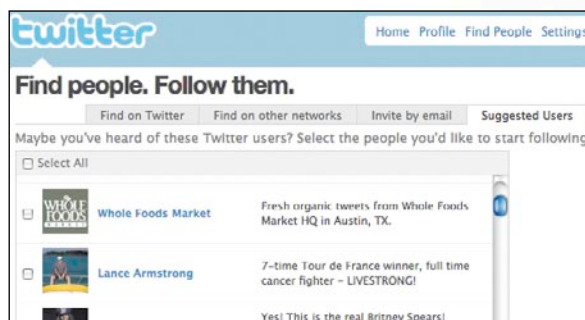 twitter
Home Profile Find People Settings
Find people. Follow them.
Find on Twitter Find on other networks Invite by email Suggested Users
Maybe you've heard of these Twitter users? Select the people you'd like to start following
Select All
WHOLE
FOODS
MARKET
Whole Foods Market
Fresh organic tweets from Whole Foods
Market HQ in Austin, TX.
Lance Armstrong
7-time Tour de France winner, full time
cancer fighter – LIVESTRONG!
Yes! This is the real Britney Spears!